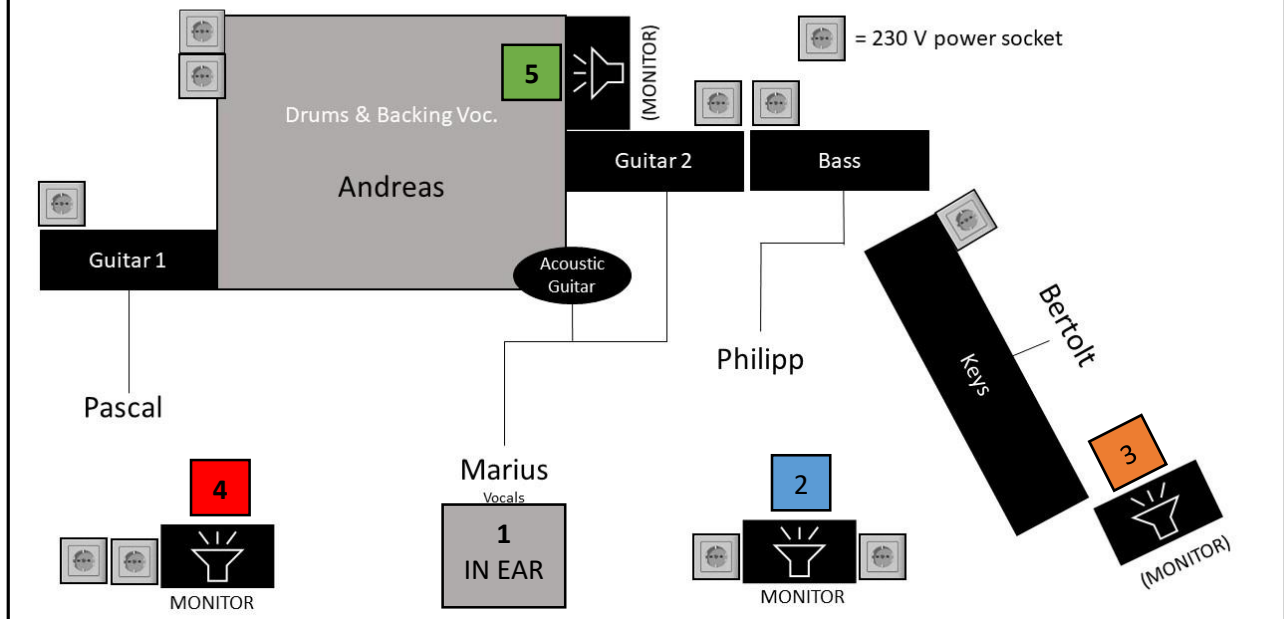 = 230 V power socket
5
(MONITOR)
Drums & Backing Voc.
Andreas
Guitar 2
Bass
Guitar 1
Acoustic
Guitar
Bertolt
Keys
Philipp
Pascal
Marius
Vocals
4
1
IN EAR
2
3
MONITOR
MONITOR
(MONITOR)